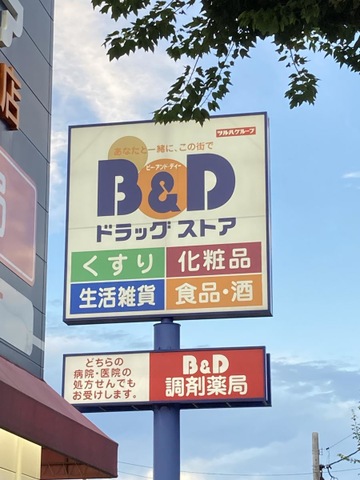 ツルハグループ
あなたと一緒に、この街で
ビーアンドディー
B&D
ドラッグストア
くすり
化粧品
生活雑貨
食品・酒
どちらの
病院・医院の
処方せんでも
お受けします。
B&D
調剤薬局
店